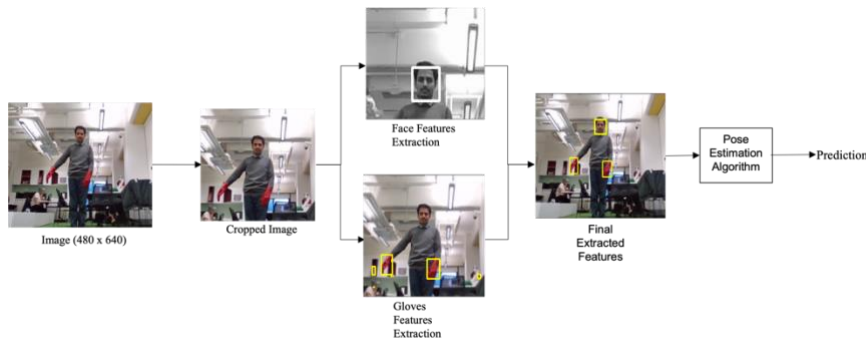 Image (480 x 640)
Cropped Image
Face Features
Extraction
Gloves
Features
Extraction
Final
Extracted
Features
Pose
Estimation
Algorithm
Prediction